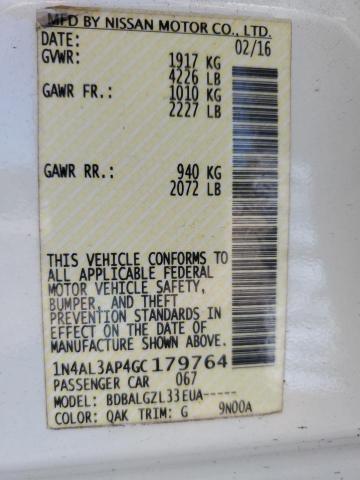 MFD BY NISSAN MOTOR CO., LTD.
DATE: 02/16
GVWR: 1917 KG
4226 LB
GAWR FR.: 1010 KG
2227 LB
GAWR RR.: 940 KG
2072 LB
THIS VEHICLE CONFORMS TO
ALL APPLICABLE FEDERAL
MOTOR VEHICLE SAFETY,
BUMPER, AND THEFT
PREVENTION STANDARDS IN
EFFECT ON THE DATE OF
MANUFACTURE SHOWN ABOVE.
1N4AL3AP4GC179764
PASSENGER CAR 067
MODEL: BDBALGZL33EUA-----
COLOR: QAK TRIM: G 9N00A